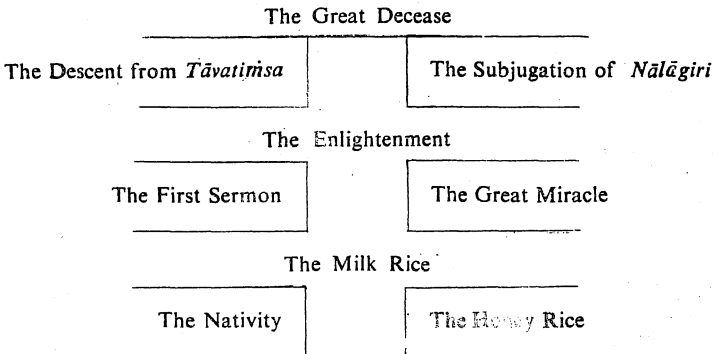 The Great Decease
The Descent from Tāvatiṁsa The Subjugation of Nālāgiri
The Enlightenment
The First Sermon The Great Miracle
The Milk Rice
The Nativity The Honey Rice